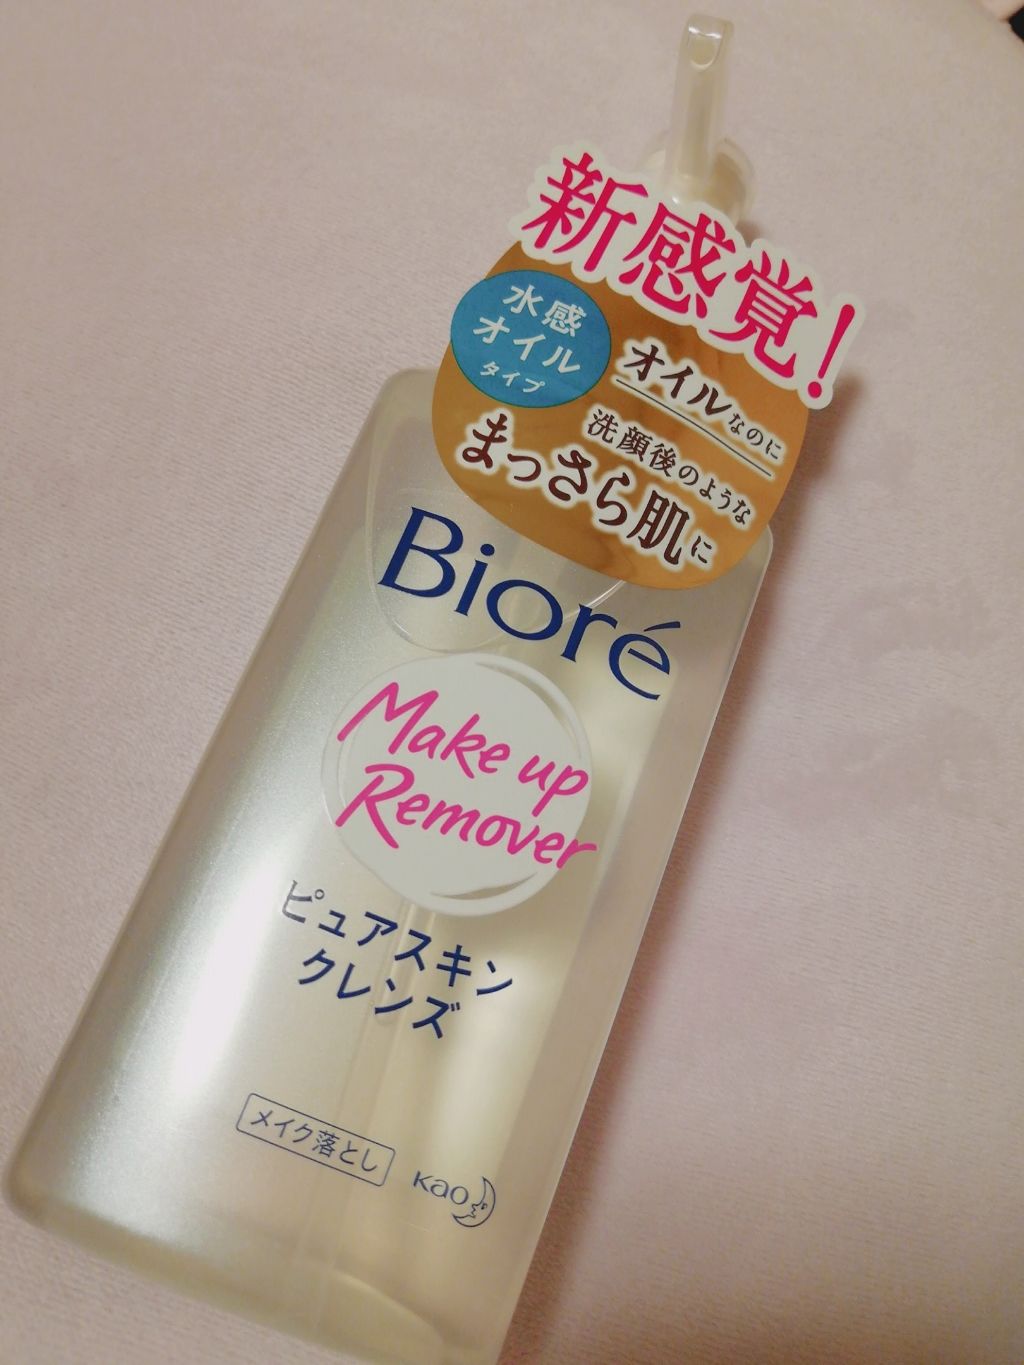 新感覚!
水感
オイル
タイプ
オイルなのに
洗顔後のような
まっさら肌に
Bioré
Make up
Remover
ピュアスキン
クレンズ
メイク落とし
Kao